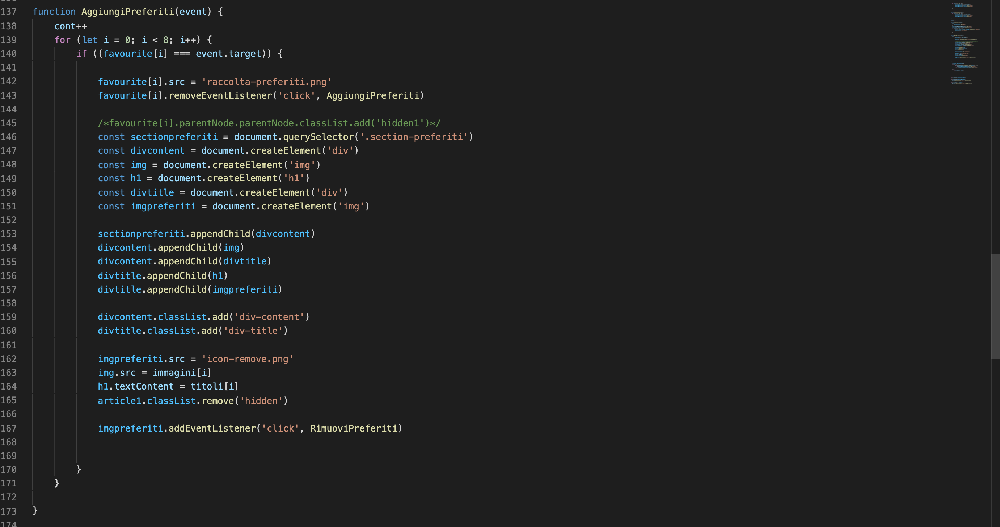 137 function AggiungiPreferiti(event) {
138     cont++
139     for (let i = 0; i < 8; i++) {
140         if ((favourite[i] === event.target)) {
141
142             favourite[i].src = 'raccolta-preferiti.png'
143             favourite[i].removeEventListener('click', AggiungiPreferiti)
144
145             /*favourite[i].parentNode.parentNode.classList.add('hidden1')*/
146             const sectionpreferiti = document.querySelector('.section-preferiti')
147             const divcontent = document.createElement('div')
148             const img = document.createElement('img')
149             const h1 = document.createElement('h1')
150             const divtitle = document.createElement('div')
151             const imgpreferiti = document.createElement('img')
152
153             sectionpreferiti.appendChild(divcontent)
154             divcontent.appendChild(img)
155             divcontent.appendChild(divtitle)
156             divtitle.appendChild(h1)
157             divtitle.appendChild(imgpreferiti)
158
159             divcontent.classList.add('div-content')
160             divtitle.classList.add('div-title')
161
162             imgpreferiti.src = 'icon-remove.png'
163             img.src = immagini[i]
164             h1.textContent = titoli[i]
165             article1.classList.remove('hidden')
166
167             imgpreferiti.addEventListener('click', RimuoviPreferiti)
168
169
170         }
171     }
172
173 }
174